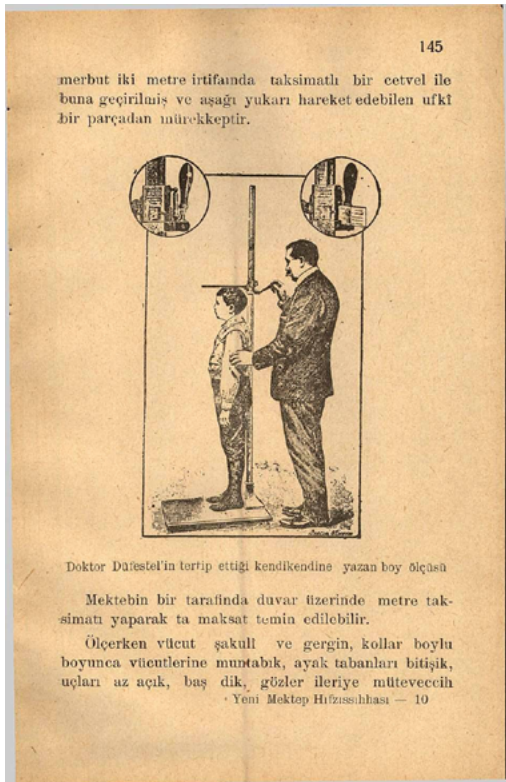 145
merbut iki metre irtifaında taksimatlı bir cetvel ile
buna geçirilmiş ve aşağı yukarı hareket edebilen ufkî
bir parçadan mürekkeptir.
Doktor Düfestel'in tertip ettiği kendikendine yazan boy ölçüsü
Mektebin bir tarafında duvar üzerinde metre tak-
simatı yaparak ta maksat temin edilebilir.
Ölçerken vücut şakulî ve gergin, kollar boylu
boyunca vücutlerine muntabık, ayak tabanları bitişik,
uçları az açık, baş dik, gözler ileriye müteveccih
Yeni Mektep Hıfzıssıhhası — 10